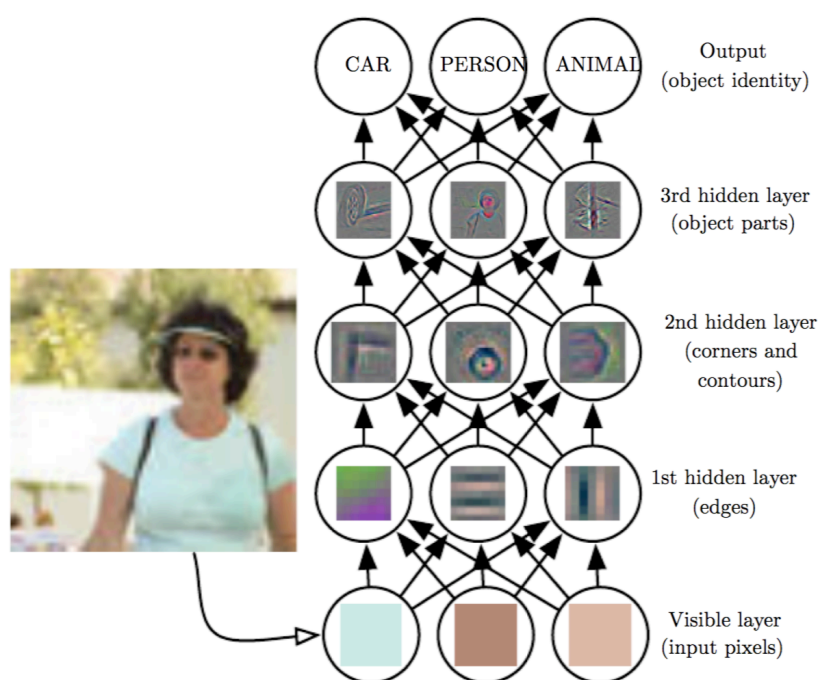 CAR
PERSON
ANIMAL
Output
(object identity)
3rd hidden layer
(object parts)
2nd hidden layer
(corners and
contours)
1st hidden layer
(edges)
Visible layer
(input pixels)